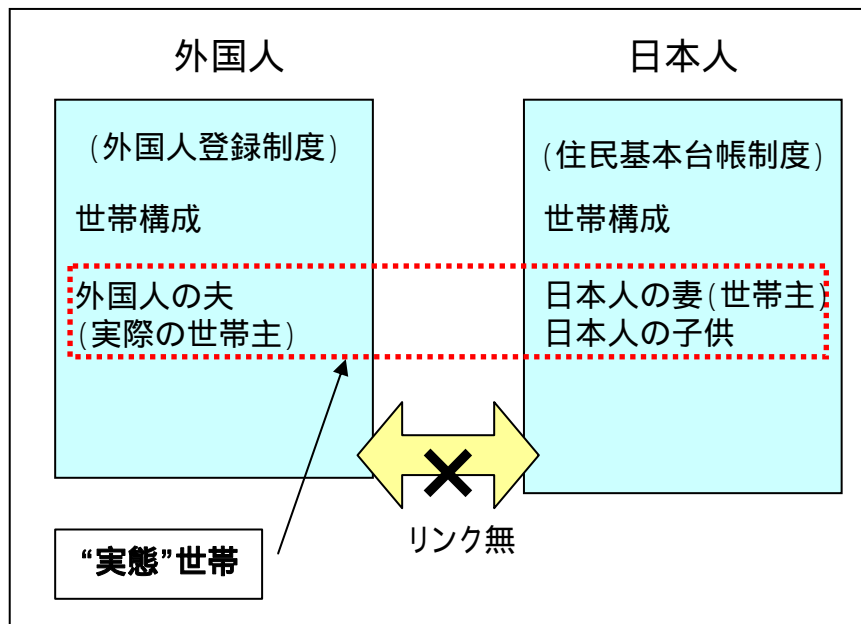 外国人
日本人
(外国人登録制度)
世帯構成
外国人の夫
(実際の世帯主)
(住民基本台帳制度)
世帯構成
日本人の妻(世帯主)
日本人の子供
リンク無
“実態”世帯